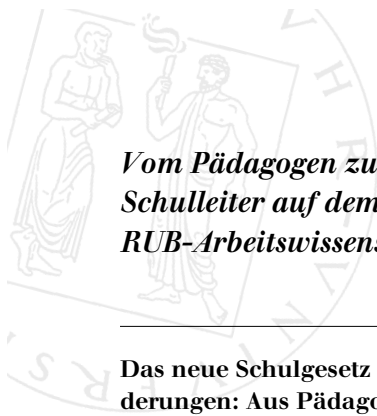 Vom Pädagogen zu
Schulleiter auf dem
RUB-Arbeitswissens
Das neue Schulgesetz
derungen: Aus Pädago